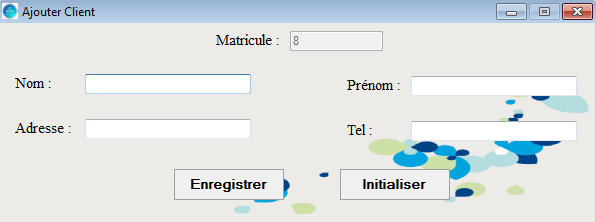 Ajouter Client
Matricule : 8
Nom :
Prénom :
Adresse :
Tel :
Enregistrer
Initialiser